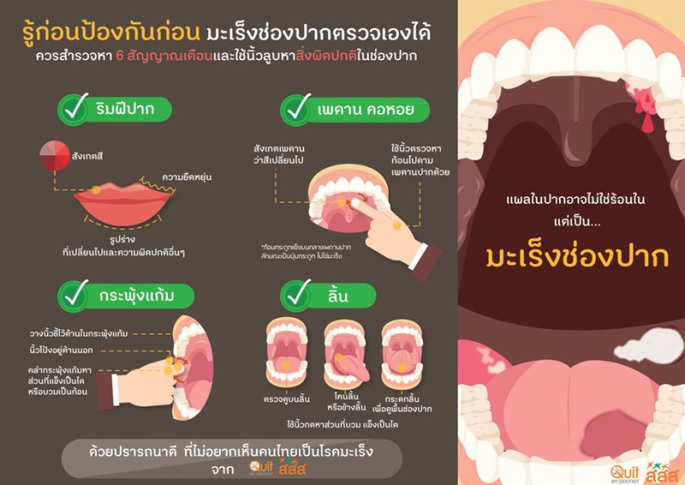 รู้ก่อนป้องกันก่อน มะเร็งช่องปากตรวจเองได้
ควรสำรวจหา 6 สัญญาณเตือนและใช้นิ้วลูบหาสิ่งผิดปกติในช่องปาก
ริมฝีปาก
สังเกตสี
ความยืดหยุ่น
รูปร่าง
ที่เปลี่ยนไปและความผิดปกติอื่นๆ
เพดาน คอหอย
สังเกตเพดาน
ว่าสีเปลี่ยนไป
ใช้นิ้วตรวจหา
ก้อนไปตาม
เพดานปากด้วย
*ก้อนกระดูกแข็งบนกลางเพดานปาก
ลักษณะเป็นปุ่มกระดูก ไม่ใช่มะเร็ง
กระพุ้งแก้ม
วางนิ้วชี้ไว้ด้านในกระพุ้งแก้ม
นิ้วโป้งอยู่ด้านนอก
คลำกระพุ้งแก้มหา
ส่วนที่แข็งเป็นไต
หรือบวมเป็นก้อน
ลิ้น
ตรวจดูบนลิ้น
โคนลิ้น
หรือข้างลิ้น
กระดกลิ้น
เพื่อดูพื้นช่องปาก
ใช้นิ้วกดหาส่วนที่บวม แข็งเป็นไต
ด้วยปรารถนาดี ที่ไม่อยากเห็นคนไทยเป็นโรคมะเร็ง
จาก Quit BY DENTIST สสส
แผลในปากอาจไม่ใช่ร้อนใน
แต่เป็น...
มะเร็งช่องปาก
Quit BY DENTIST สสส